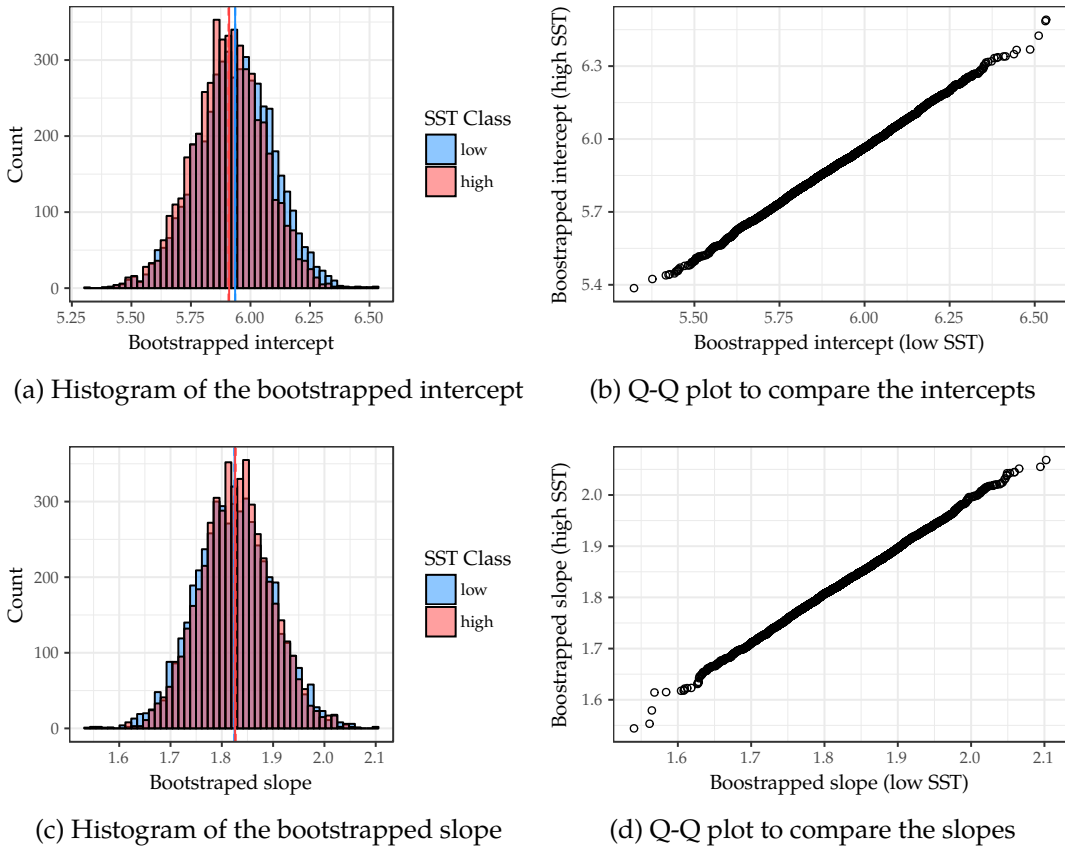 300
200
100
0
Count
5.25 5.50 5.75 6.00 6.25 6.50
Bootstrapped intercept
SST Class
low
high
(a) Histogram of the bootstrapped intercept
6.3
6.0
5.7
5.4
Boostrapped intercept (high SST)
5.50 5.75 6.00 6.25 6.50
Boostrapped intercept (low SST)
(b) Q-Q plot to compare the intercepts
300
200
100
0
Count
1.6 1.7 1.8 1.9 2.0 2.1
Bootstraped slope
SST Class
low
high
(c) Histogram of the bootstrapped slope
2.0
1.9
1.8
1.7
1.6
Boostrapped slope (high SST)
1.6 1.7 1.8 1.9 2.0 2.1
Boostrapped slope (low SST)
(d) Q-Q plot to compare the slopes